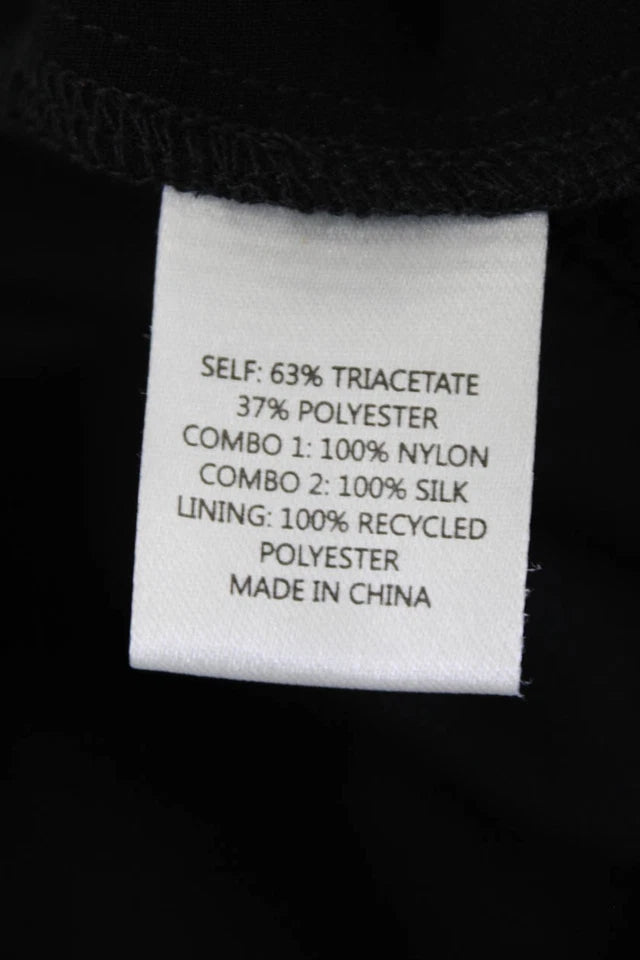 SELF: 63% TRIACETATE
37% POLYESTER
COMBO 1: 100% NYLON
COMBO 2: 100% SILK
LINING: 100% RECYCLED
POLYESTER
MADE IN CHINA